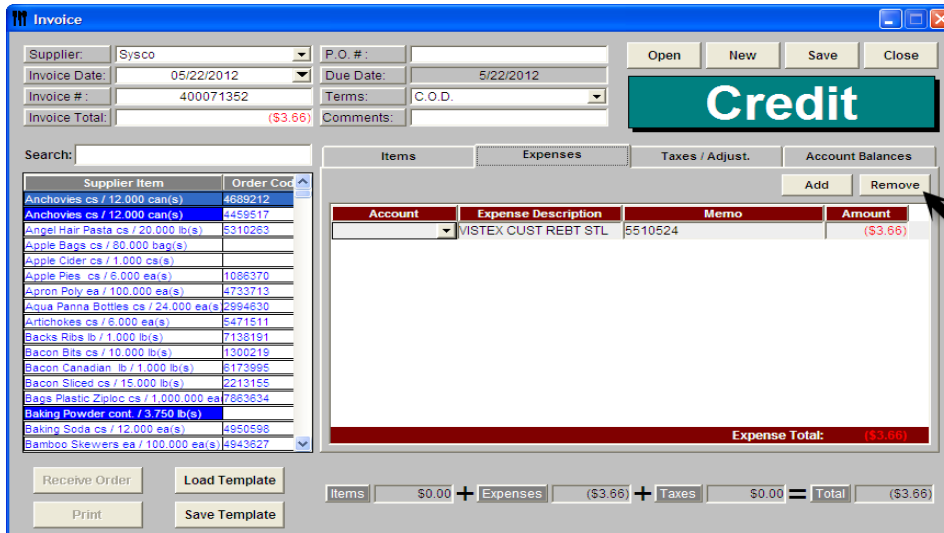 Invoice
Supplier: Sysco P.O. #: Open New Save Close
Invoice Date: 05/22/2012 Due Date: 5/22/2012
Invoice # : 400071352 Terms: C.O.D.
Invoice Total: ($3.66) Comments:
Credit
Search:
Items Expenses Taxes / Adjust. Account Balances
Add Remove
Supplier Item Order Cod
Anchovies cs / 12.000 can(s) 4689212
Anchovies cs / 12.000 can(s) 4459517
Angel Hair Pasta cs / 20.000 lb(s) 5310263
Apple Bags cs / 80.000 bag(s)
Apple Cider cs / 1.000 cs(s)
Apple Pies cs / 6.000 ea(s) 1086370
Apron Poly ea / 100.000 ea(s) 4733713
Aqua Panna Bottles cs / 24.000 ea(s 2994630
Artichokes cs / 6.000 ea(s) 5471511
Backs Ribs lb / 1.000 lb(s) 7138191
Bacon Bits cs / 10.000 lb(s) 1300219
Bacon Canadian lb / 1.000 lb(s) 6173995
Bacon Sliced cs / 15.000 lb(s) 2213155
Bags Plastic Ziploc cs / 1,000.000 ea 7863634
Baking Powder cont. / 3.750 lb(s)
Baking Soda cs / 12.000 ea(s) 4950598
Bamboo Skewers ea / 100.000 ea(s) 4943627
Account Expense Description Memo Amount
VISTEX CUST REBT STL 5510524 ($3.66)
Expense Total: ($3.66)
Receive Order Load Template
Print Save Template
Items $0.00 + Expenses ($3.66) + Taxes $0.00 = Total ($3.66)